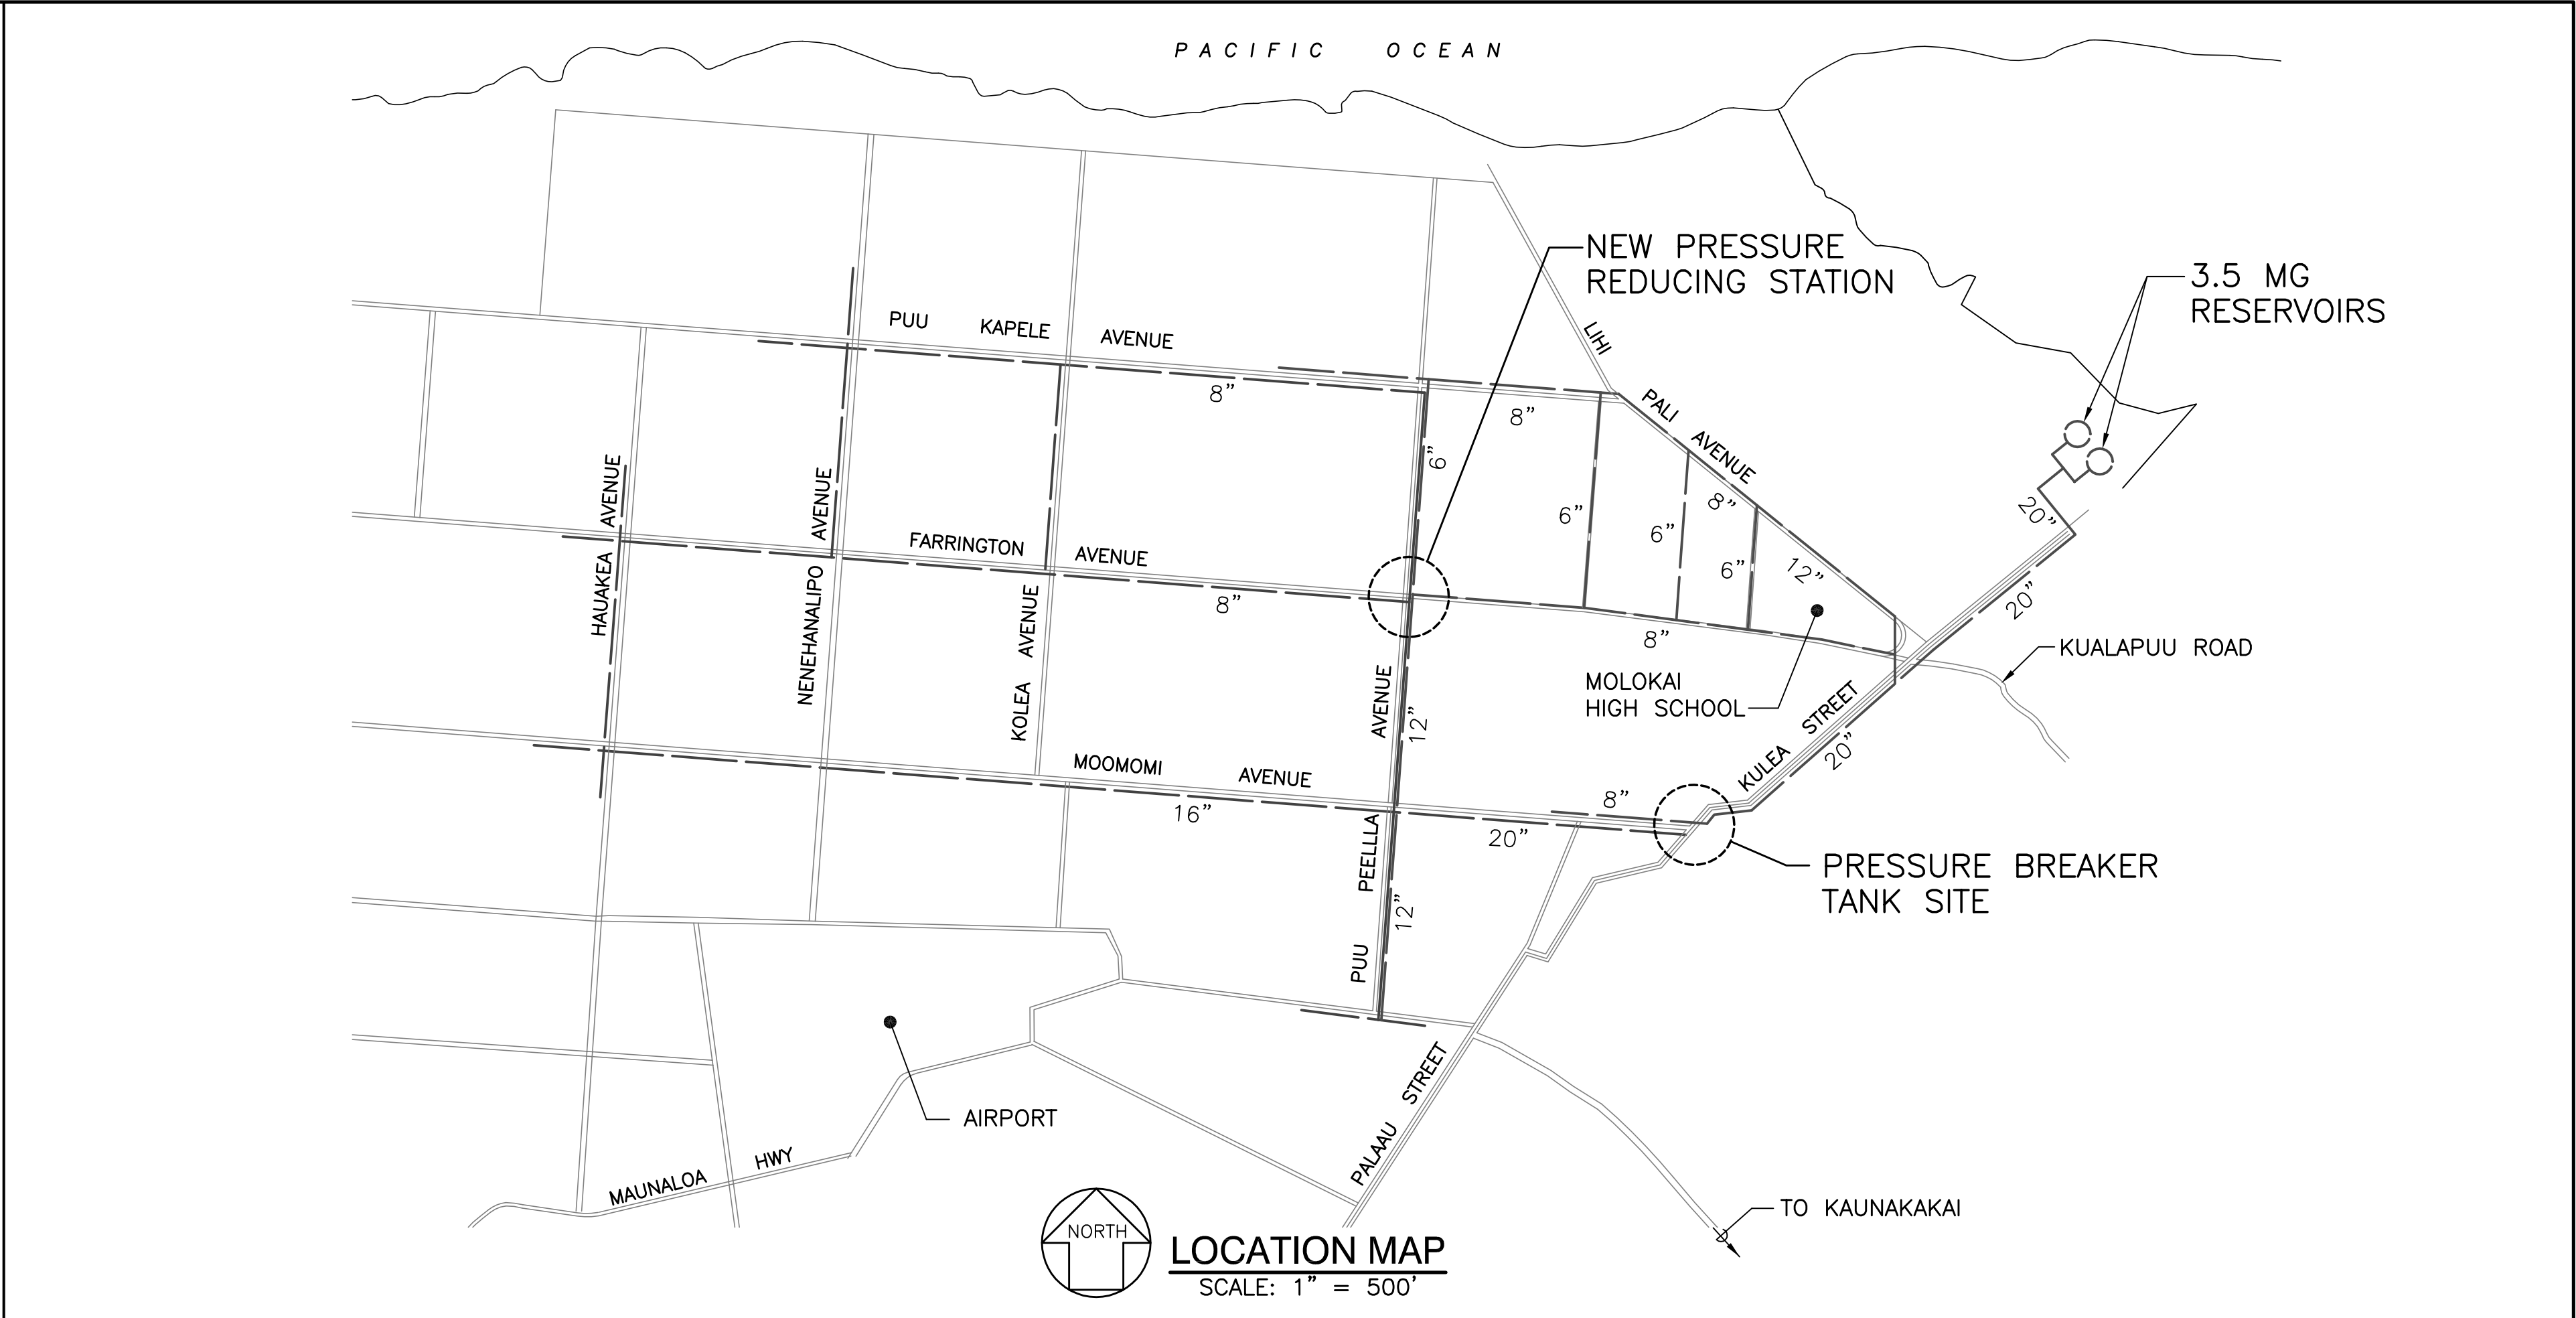 PACIFIC OCEAN
NEW PRESSURE
REDUCING STATION
3.5 MG
RESERVOIRS
LIHI
PALI
AVENUE
PUU KAPELE AVENUE
8”
8”
6”
6”
6”
8”
6”
12”
20”
20”
HAUAKEA AVENUE
NENEHANALIPO AVENUE
FARRINGTON AVENUE
8”
KOLEA AVENUE
8”
MOLOKAI
HIGH SCHOOL
KUALAPUU ROAD
KULEA STREET
20”
PUU PEELLLA AVENUE
12”
12”
MOOMOMI AVENUE
16”
8”
20”
PRESSURE BREAKER
TANK SITE
AIRPORT
MAUNALOA HWY
PALAAU STREET
TO KAUNAKAKAI
NORTH
LOCATION MAP
SCALE: 1” = 500’